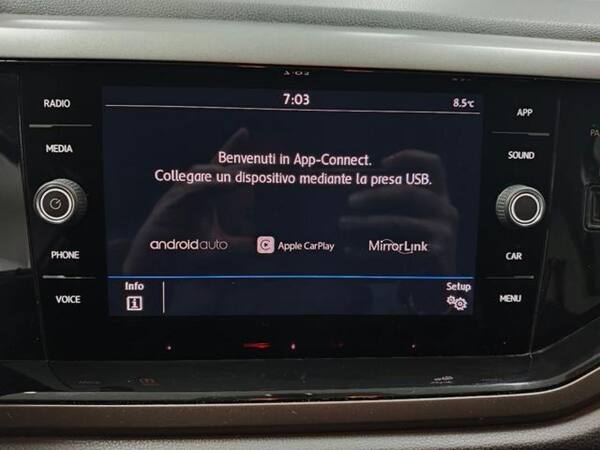 7:03
8.5°C
RADIO
MEDIA
PHONE
VOICE
Benvenuti in App-Connect.
Collegare un dispositivo mediante la presa USB.
androidauto
Apple CarPlay
MirrorLink
Info
Setup
APP
SOUND
CAR
MENU
PA